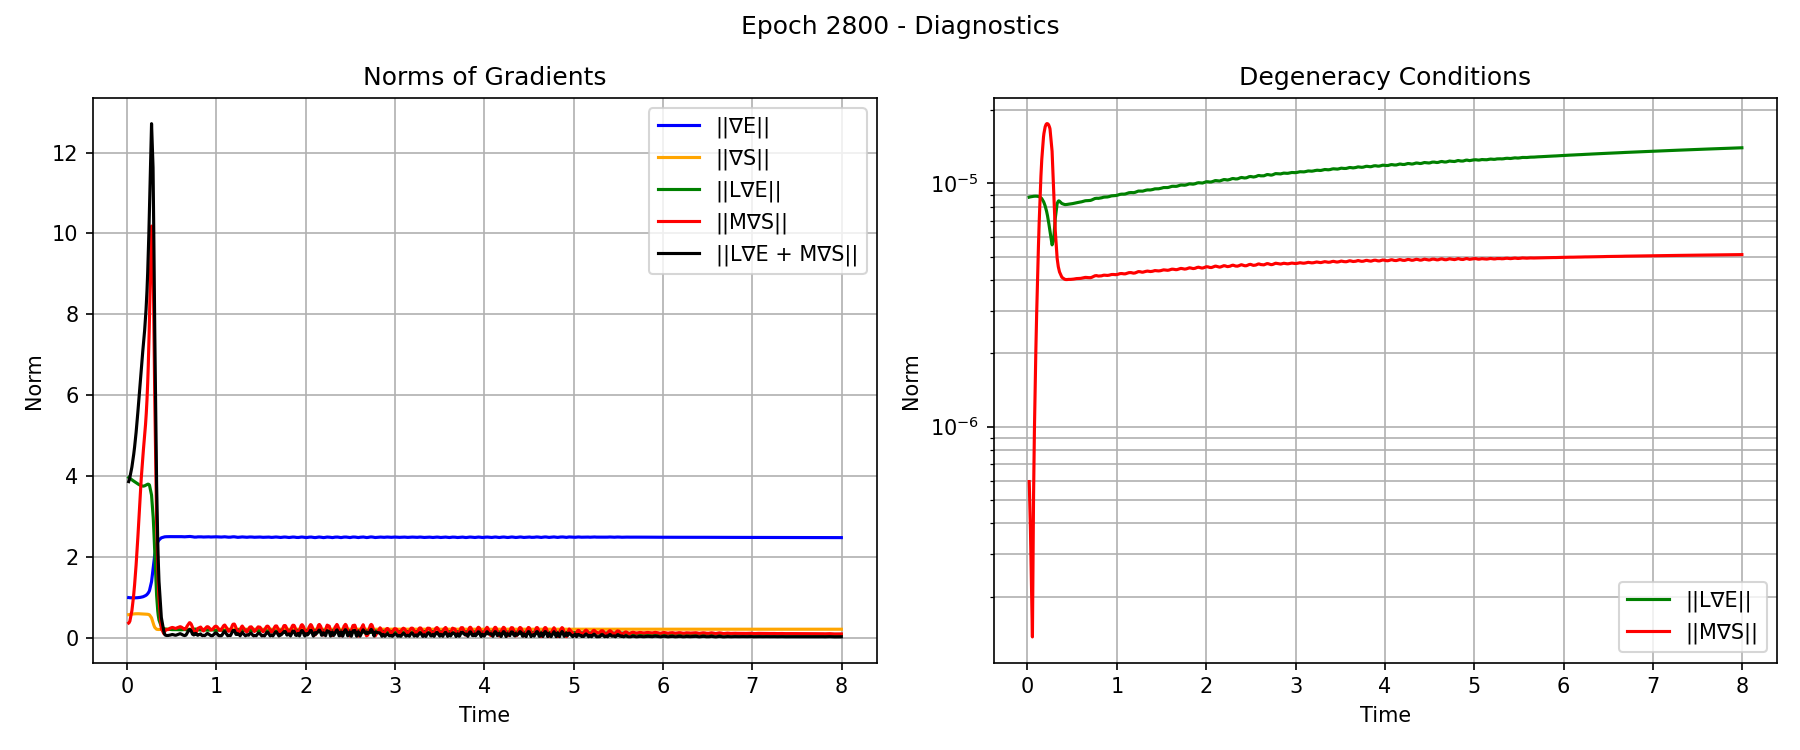 Epoch 2800 - Diagnostics
Norms of Gradients
Norm
12
10
8
6
4
2
0
0 1 2 3 4 5 6 7 8
Time
||∇E||
||∇S||
||L∇E||
||M∇S||
||L∇E + M∇S||
Degeneracy Conditions
Norm
10⁻⁵
10⁻⁶
0 1 2 3 4 5 6 7 8
Time
||L∇E||
||M∇S||